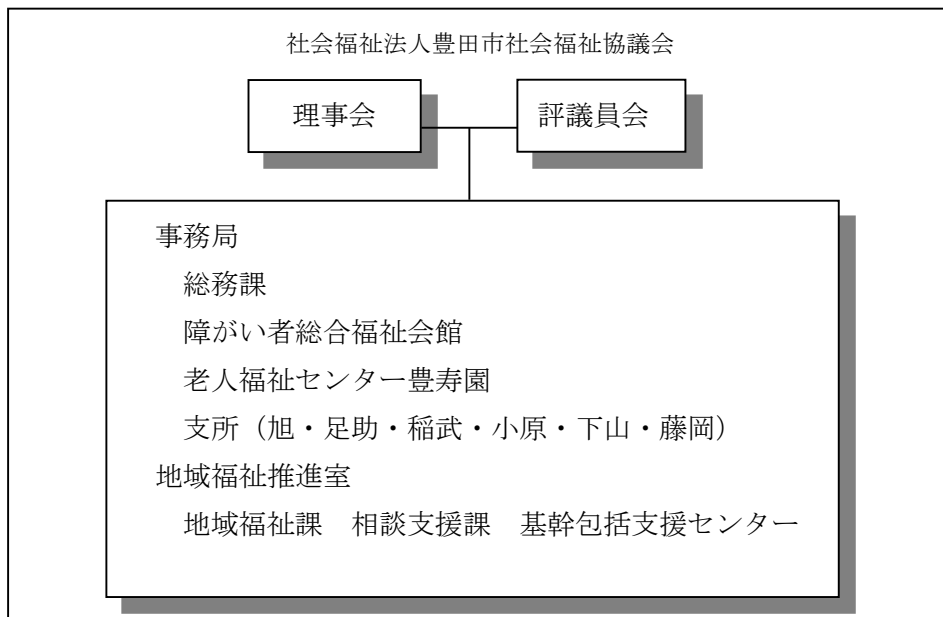 社会福祉法人豊田市社会福祉協議会
理事会
評議員会
事務局
総務課
障がい者総合福祉会館
老人福祉センター豊寿園
支所（旭・足助・稲武・小原・下山・藤岡）
地域福祉推進室
地域福祉課　相談支援課　基幹包括支援センター